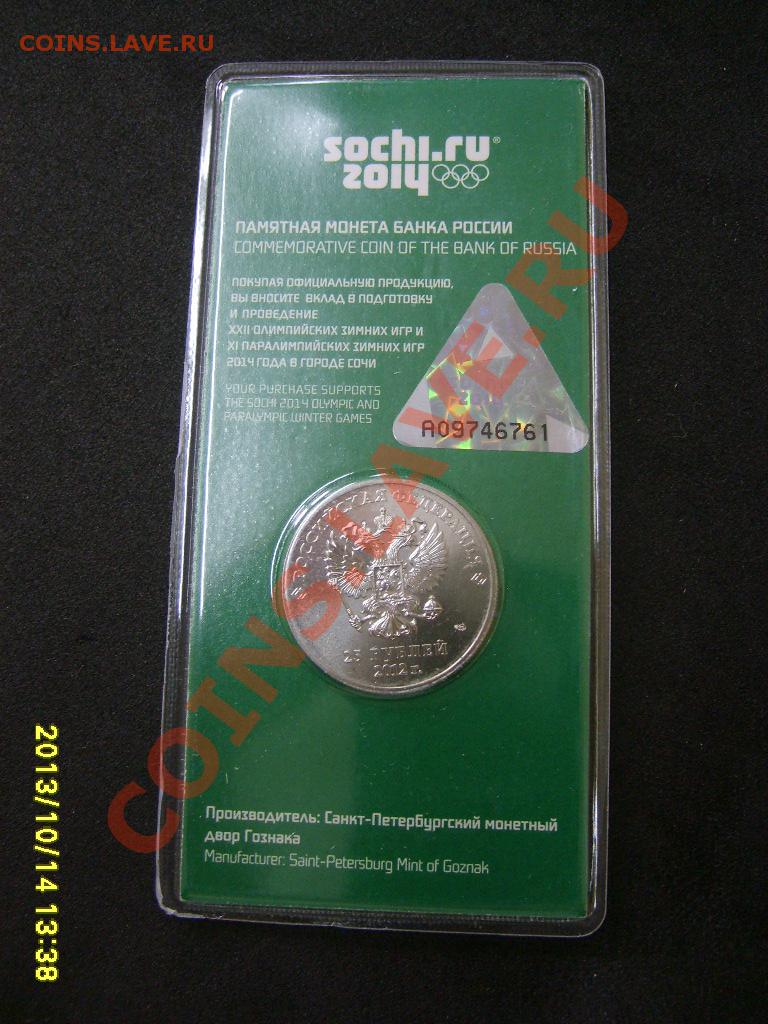 COINS.LAVE.RU
sochi.ru®
2014
ПАМЯТНАЯ МОНЕТА БАНКА РОССИИ
COMMEMORATIVE COIN OF THE BANK OF RUSSIA
ПОКУПАЯ ОФИЦИАЛЬНУЮ ПРОДУКЦИЮ,
ВЫ ВНОСИТЕ ВКЛАД В ПОДГОТОВКУ
И ПРОВЕДЕНИЕ
XXII ОЛИМПИЙСКИХ ЗИМНИХ ИГР И
XI ПАРАЛИМПИЙСКИХ ЗИМНИХ ИГР
2014 ГОДА В ГОРОДЕ СОЧИ
YOUR PURCHASE SUPPORTS
THE SOCHI 2014 OLYMPIC AND
PARALYMPIC WINTER GAMES
A09746761
РОССИЙСКАЯ ФЕДЕРАЦИЯ
25 РУБЛЕЙ
2012 г.
Производитель: Санкт-Петербургский монетный
двор Гознака
Manufacturer: Saint-Petersburg Mint of Goznak
COINS.LAVE.RU
2013/10/14 13:38